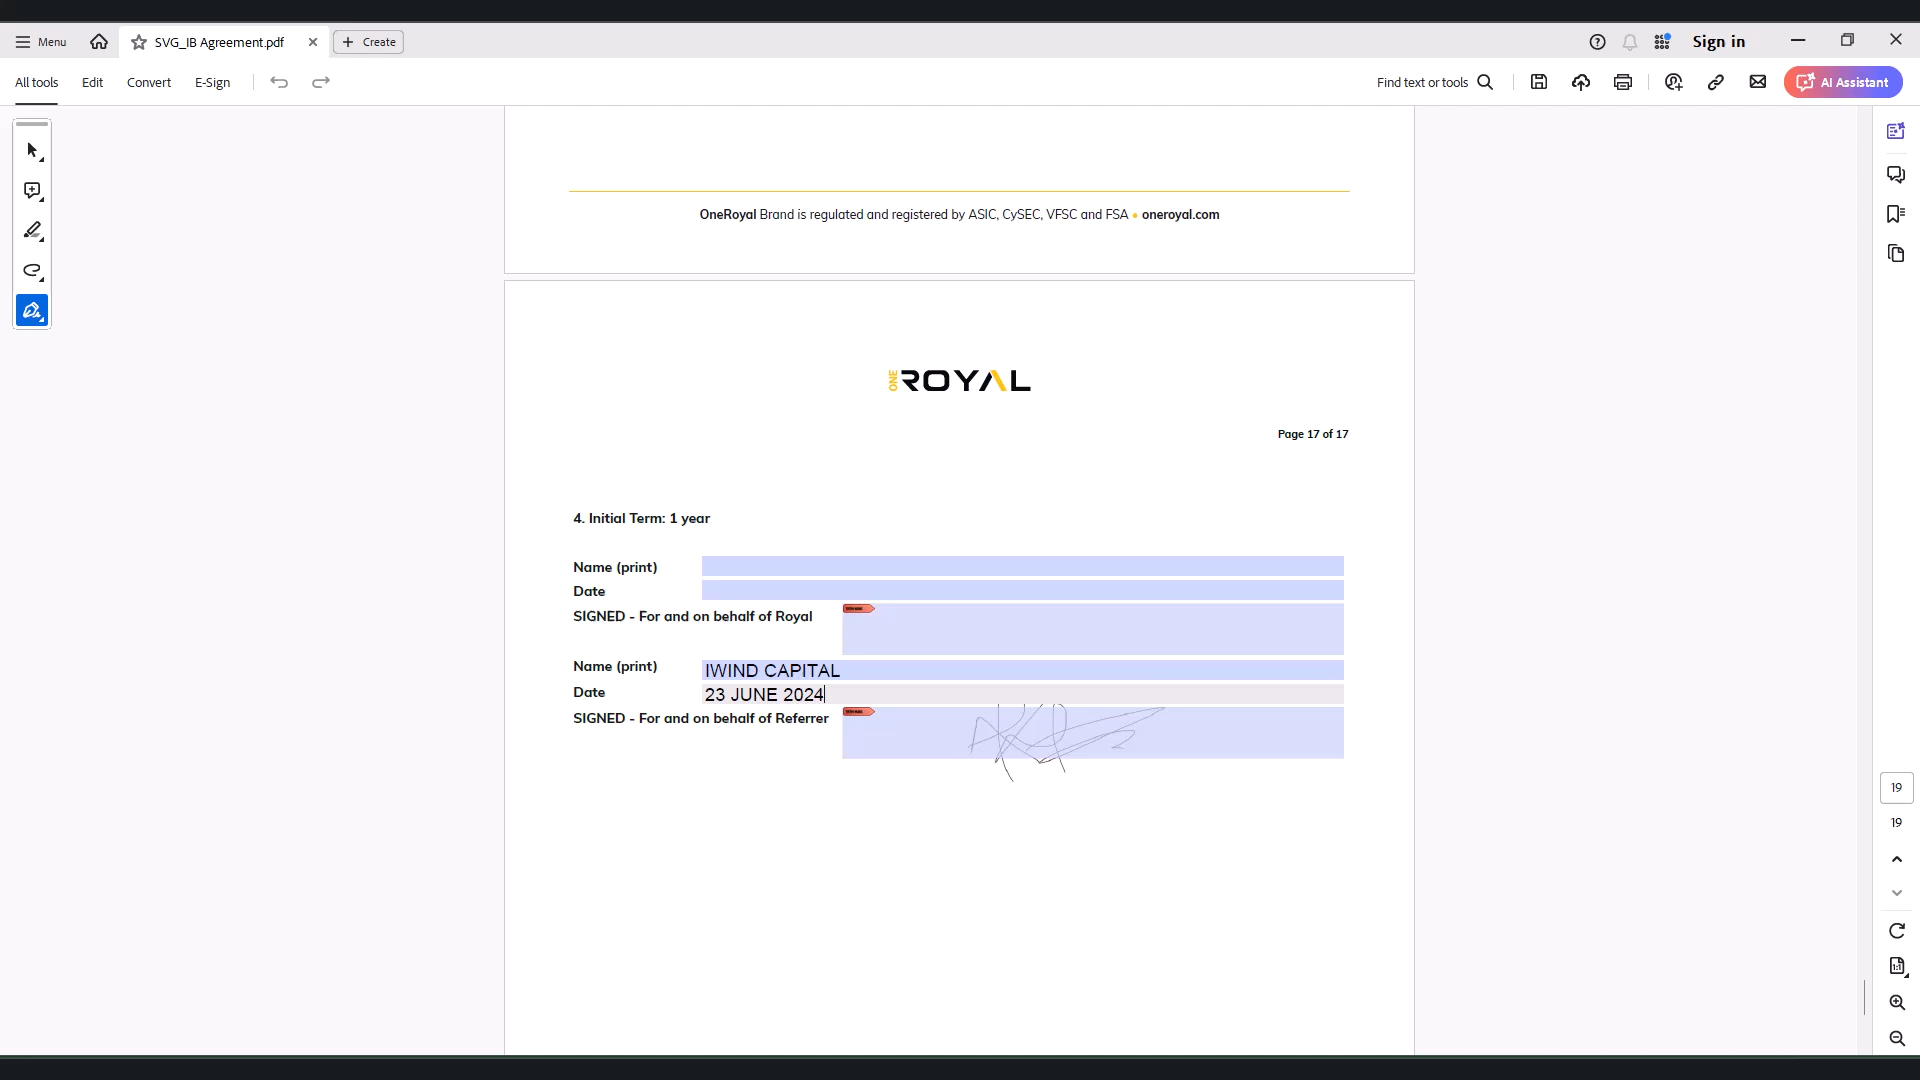 Menu
SVG_IB Agreement.pdf
Create
Sign in
All tools
Edit
Convert
E-Sign
Find text or tools
AI Assistant
OneRoyal Brand is regulated and registered by ASIC, CySEC, VFSC and FSA • oneroyal.com
ONE ROYAL
Page 17 of 17
4. Initial Term: 1 year
Name (print)
Date
SIGNED - For and on behalf of Royal
Name (print) IWIND CAPITAL
Date 23 JUNE 2024
SIGNED - For and on behalf of Referrer
19
19